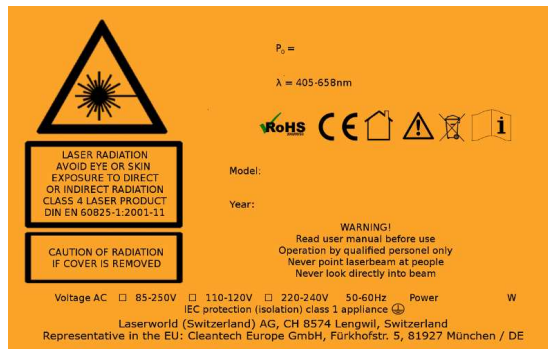 P₀ =
λ = 405-658nm
RoHS CE i
LASER RADIATION
AVOID EYE OR SKIN
EXPOSURE TO DIRECT
OR INDIRECT RADIATION
CLASS 4 LASER PRODUCT
DIN EN 60825-1:2001-11
Model:
Year:
CAUTION OF RADIATION
IF COVER IS REMOVED
WARNING!
Read user manual before use
Operation by qualified personel only
Never point laserbeam at people
Never look directly into beam
Voltage AC □ 85-250V □ 110-120V □ 220-240V 50-60Hz Power W
IEC protection (isolation) class 1 appliance
Laserworld (Switzerland) AG, CH 8574 Lengwil, Switzerland
Representative in the EU: Cleantech Europe GmbH, Fürkhofstr. 5, 81927 München / DE